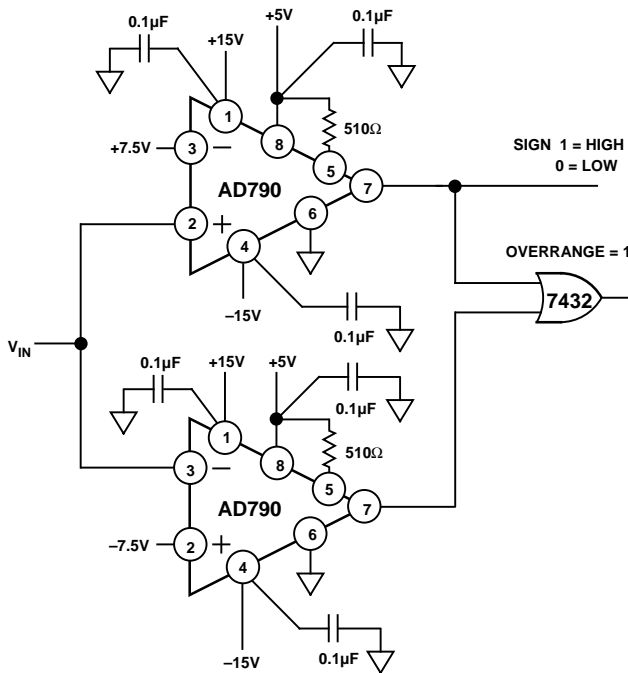 0.1µF
+15V
+5V
0.1µF
1
8
510Ω
+7.5V
3
–
5
SIGN 1 = HIGH
0 = LOW
AD790
7
2
+
6
4
OVERRANGE = 1
–15V
7432
0.1µF
V_IN
0.1µF
+15V
+5V
0.1µF
1
8
510Ω
3
–
5
AD790
7
–7.5V
2
+
6
4
–15V
0.1µF